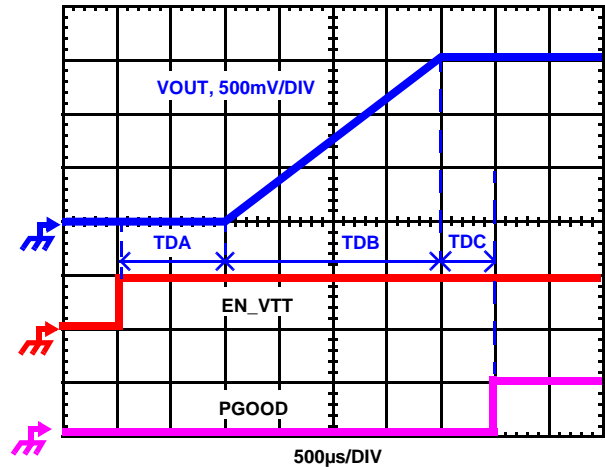 VOUT, 500mV/DIV
TDA TDB TDC
EN_VTT
PGOOD
500µs/DIV